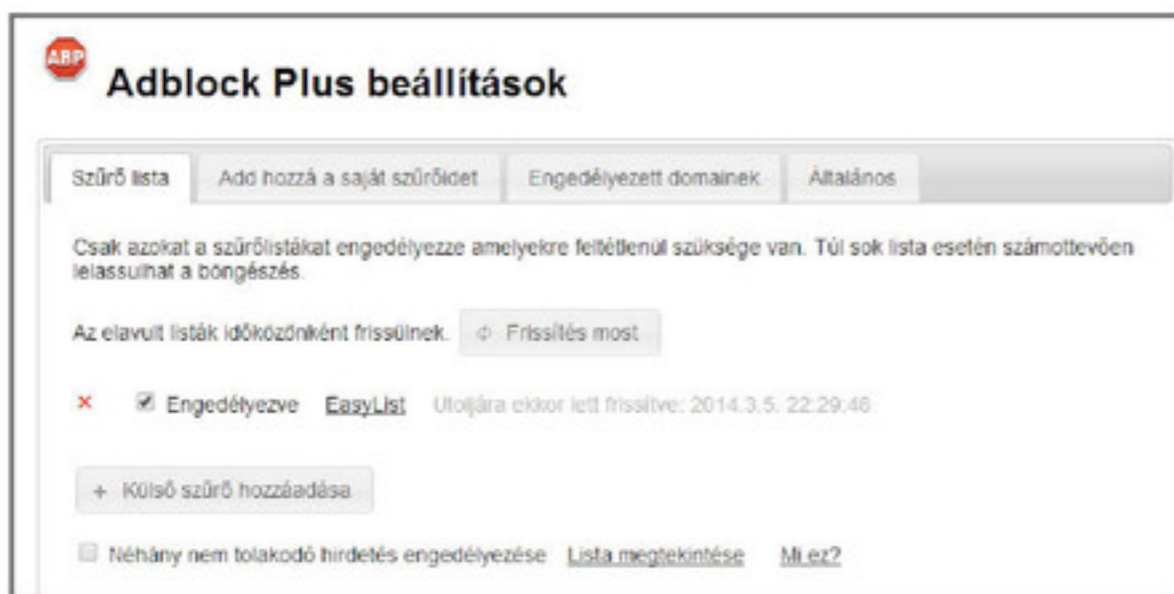 ABP
Adblock Plus beállítások
Szűrő lista Add hozzá a saját szűrőidet Engedélyezett domainek Általános
Csak azokat a szűrőlistákat engedélyezze amelyekre feltétlenül szüksége van. Túl sok lista esetén számottevően
lelassulhat a böngészés.
Az elavult listák időközönként frissülnek. Frissítés most
Engedélyezve EasyList Utoljára ekkor lett frissítve: 2014.3.5. 22:29:46
+ Külső szűrő hozzáadása
Néhány nem tolakodó hirdetés engedélyezése Lista megtekintése Mi ez?